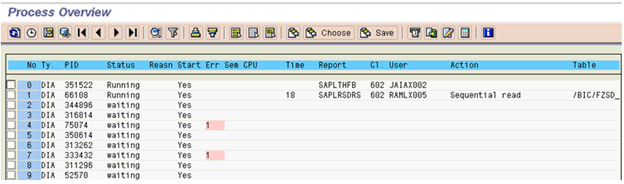 Process Overview
Choose Save
No Ty. PID Status Reasn Start Err Sem CPU Time Report Cl. User Action Table
0 DIA 351522 Running Yes SAPLTHFB 602 JAIAX002
1 DIA 66108 Running Yes 18 SAPLRSDRS 602 RAMLX005 Sequential read /BIC/FZSD_
2 DIA 344896 waiting Yes
3 DIA 316814 waiting Yes
4 DIA 75074 waiting Yes 1
5 DIA 350614 waiting Yes
6 DIA 313262 waiting Yes
7 DIA 333432 waiting Yes 1
8 DIA 311296 waiting Yes
9 DIA 52570 waiting Yes